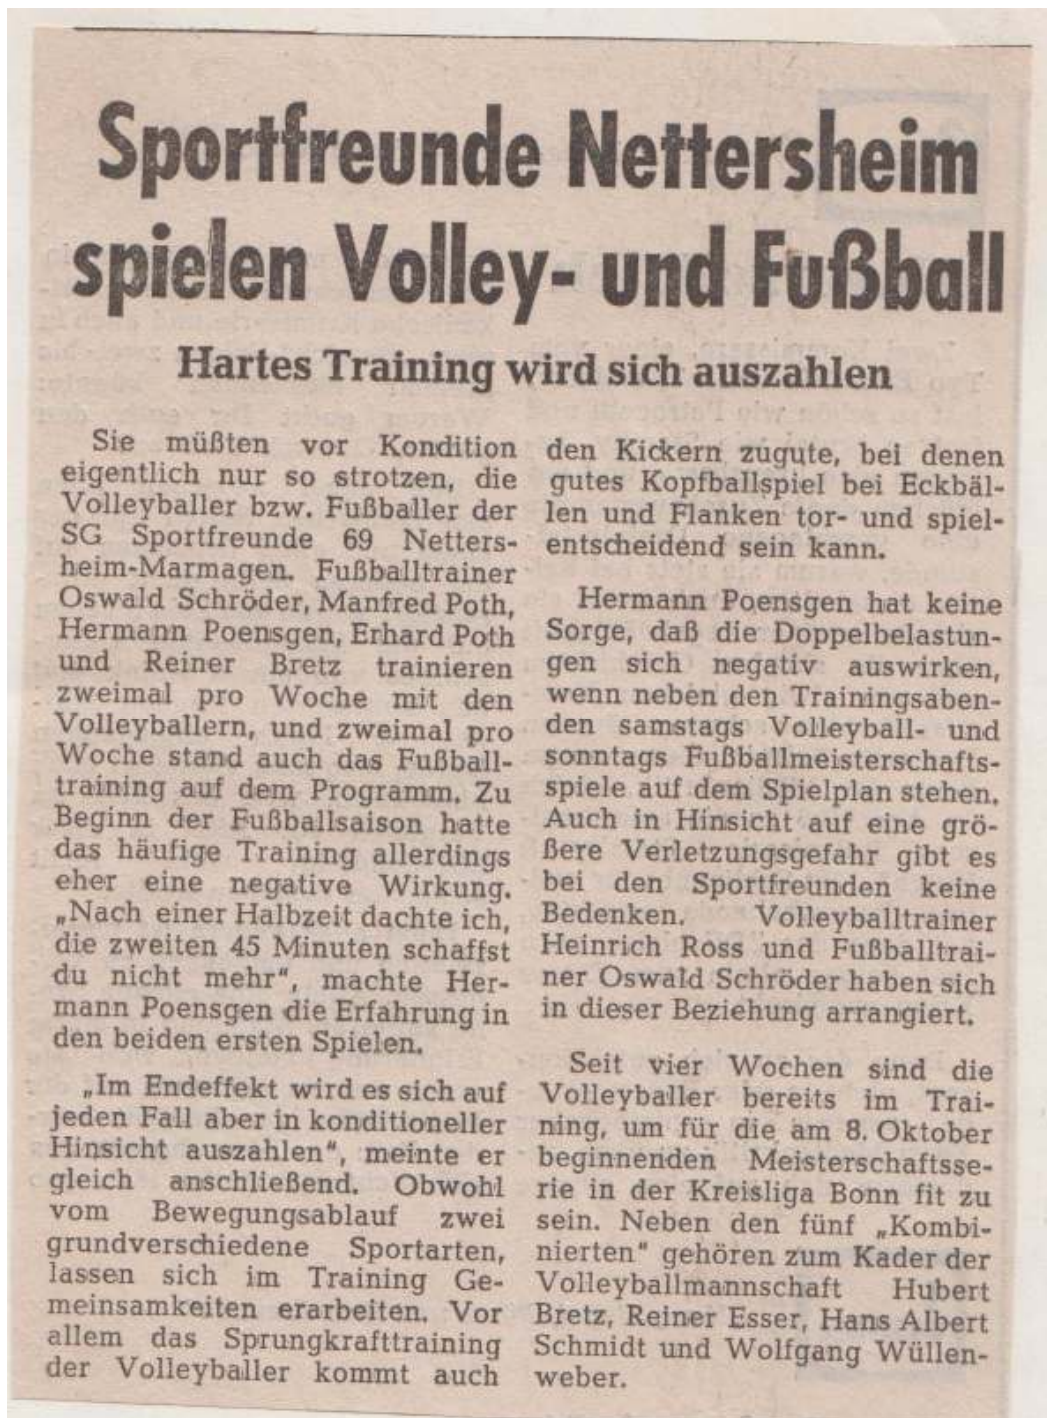 Sportfreunde Nettersheim
spielen Volley- und Fußball
Hartes Training wird sich auszahlen
Sie müßten vor Kondition
eigentlich nur so strotzen, die
Volleyballer bzw. Fußballer der
SG Sportfreunde 69 Netters-
heim-Marmagen. Fußballtrainer
Oswald Schröder, Manfred Poth,
Hermann Poensgen, Erhard Poth
und Reiner Bretz trainieren
zweimal pro Woche mit den
Volleyballern, und zweimal pro
Woche stand auch das Fußball-
training auf dem Programm. Zu
Beginn der Fußballsaison hatte
das häufige Training allerdings
eher eine negative Wirkung.
„Nach einer Halbzeit dachte ich,
die zweiten 45 Minuten schaffst
du nicht mehr“, machte Her-
mann Poensgen die Erfahrung in
den beiden ersten Spielen.
„Im Endeffekt wird es sich auf
jeden Fall aber in konditioneller
Hinsicht auszahlen“, meinte er
gleich anschließend. Obwohl
vom Bewegungsablauf zwei
grundverschiedene Sportarten,
lassen sich im Training Ge-
meinsamkeiten erarbeiten. Vor
allem das Sprungkrafttraining
der Volleyballer kommt auch
den Kickern zugute, bei denen
gutes Kopfballspiel bei Eckbäl-
len und Flanken tor- und spiel-
entscheidend sein kann.
Hermann Poensgen hat keine
Sorge, daß die Doppelbelastun-
gen sich negativ auswirken,
wenn neben den Trainingsaben-
den samstags Volleyball- und
sonntags Fußballmeisterschafts-
spiele auf dem Spielplan stehen.
Auch in Hinsicht auf eine grö-
ßere Verletzungsgefahr gibt es
bei den Sportfreunden keine
Bedenken. Volleyballtrainer
Heinrich Ross und Fußballtrai-
ner Oswald Schröder haben sich
in dieser Beziehung arrangiert.
Seit vier Wochen sind die
Volleyballer bereits im Trai-
ning, um für die am 8. Oktober
beginnenden Meisterschaftsse-
rie in der Kreisliga Bonn fit zu
sein. Neben den fünf „Kombi-
nierten“ gehören zum Kader der
Volleyballmannschaft Hubert
Bretz, Reiner Esser, Hans Albert
Schmidt und Wolfgang Wüllen-
weber.